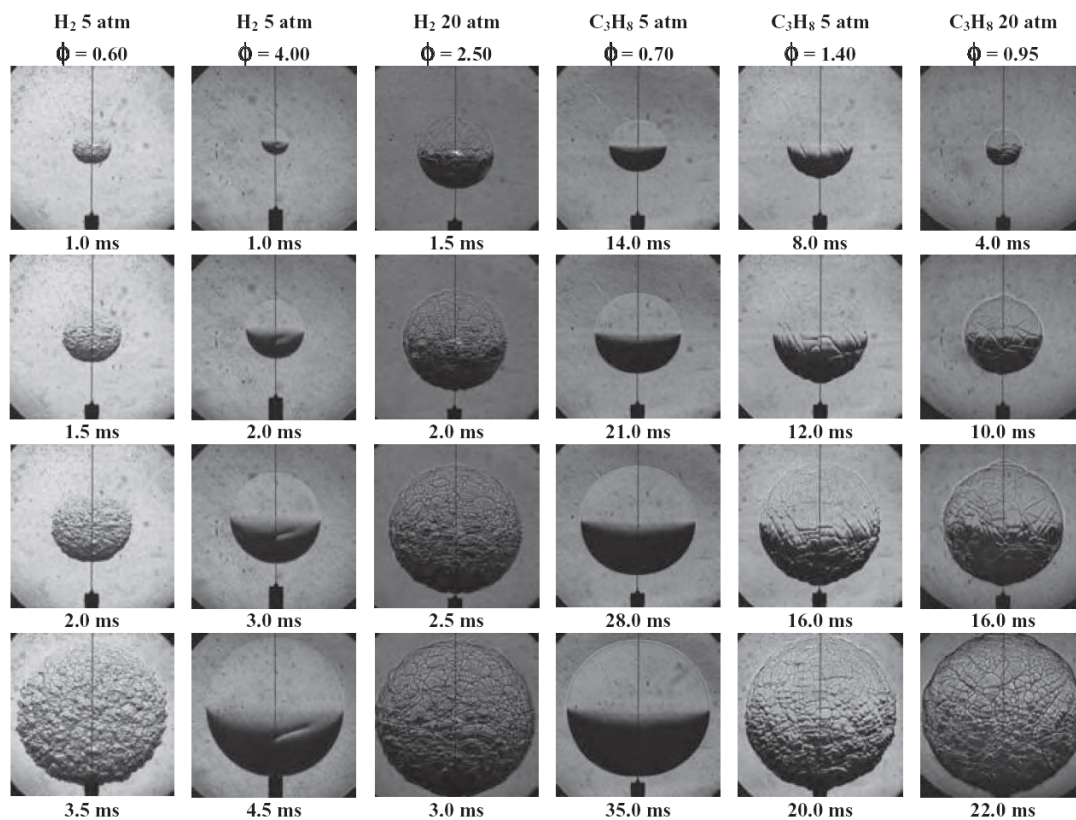 H₂ 5 atm H₂ 5 atm H₂ 20 atm C₃H₈ 5 atm C₃H₈ 5 atm C₃H₈ 20 atm
ϕ = 0.60 ϕ = 4.00 ϕ = 2.50 ϕ = 0.70 ϕ = 1.40 ϕ = 0.95
1.0 ms 1.0 ms 1.5 ms 14.0 ms 8.0 ms 4.0 ms
1.5 ms 2.0 ms 2.0 ms 21.0 ms 12.0 ms 10.0 ms
2.0 ms 3.0 ms 2.5 ms 28.0 ms 16.0 ms 16.0 ms
3.5 ms 4.5 ms 3.0 ms 35.0 ms 20.0 ms 22.0 ms